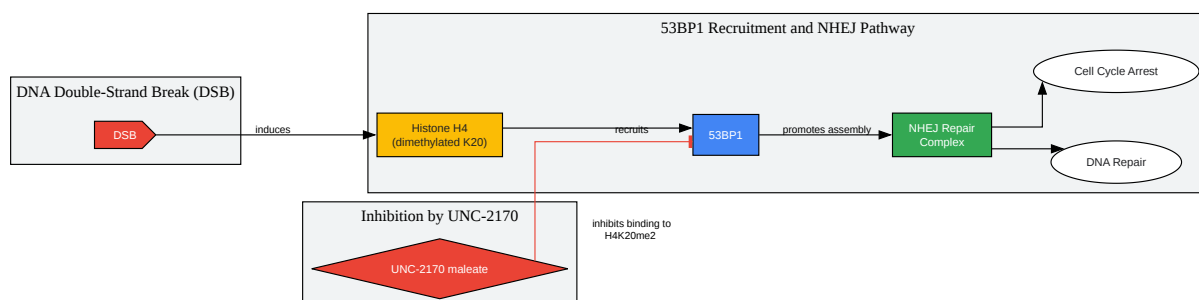 53BP1 Recruitment and NHEJ Pathway
DNA Double-Strand Break (DSB)
DSB
induces
Histone H4
(dimethylated K20)
recruits
53BP1
promotes assembly
NHEJ Repair
Complex
Cell Cycle Arrest
DNA Repair
Inhibition by UNC-2170
UNC-2170 maleate
inhibits binding to
H4K20me2